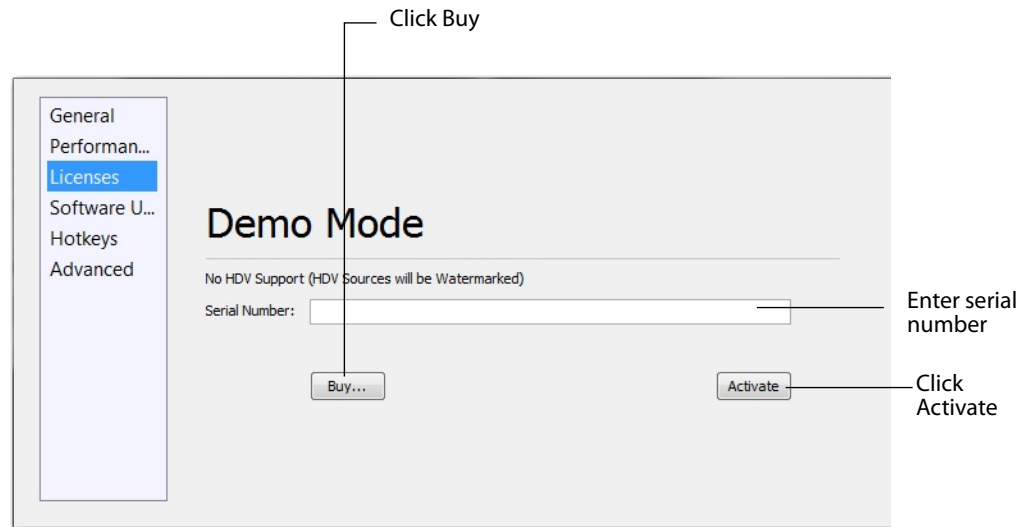 Click Buy
General
Performan...
Licenses
Software U...
Hotkeys
Advanced
Demo Mode
No HDV Support (HDV Sources will be Watermarked)
Serial Number:
Enter serial
number
Buy...
Activate
Click
Activate